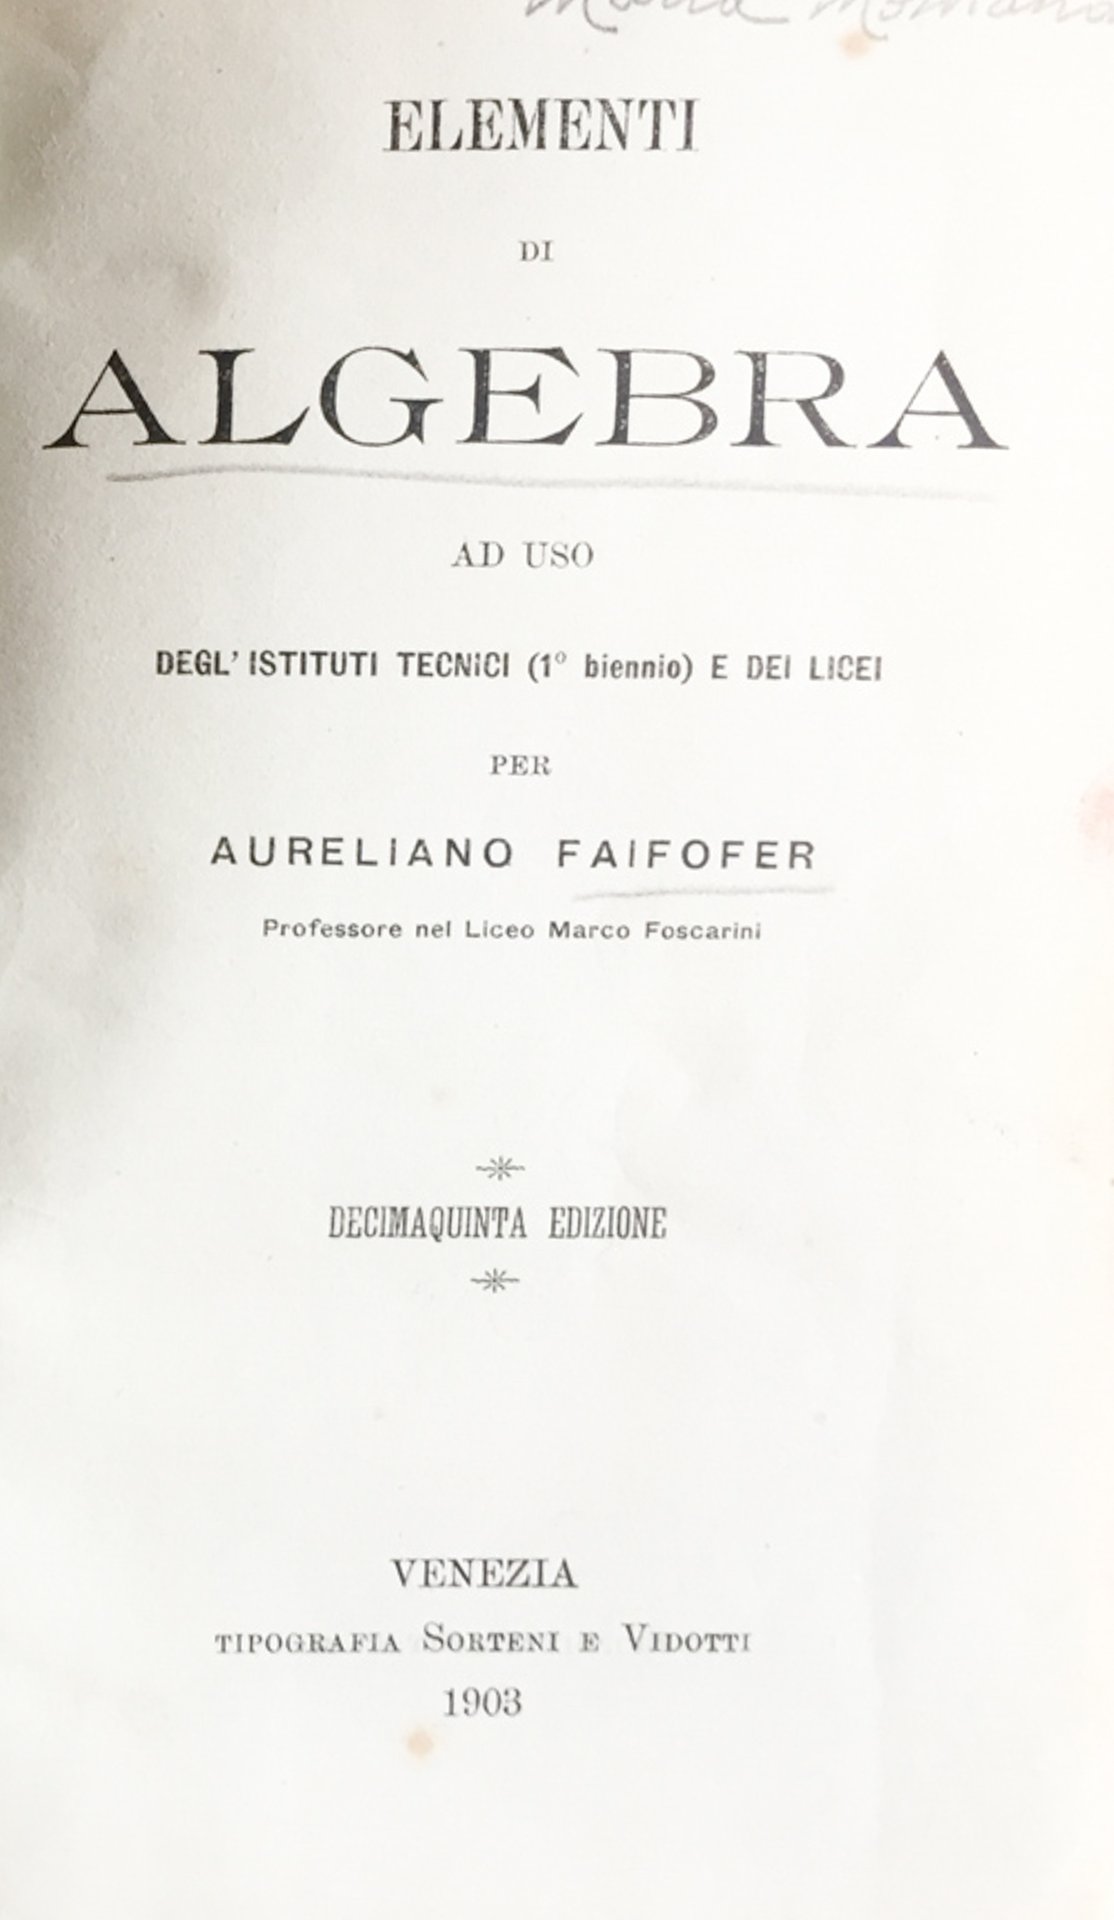 ELEMENTI
DI
ALGEBRA
AD USO
DEGL' ISTITUTI TECNICI (1º biennio) E DEI LICEI
PER
AURELIANO FAIFOFER
Professore nel Liceo Marco Foscarini
DECIMAQUINTA EDIZIONE
VENEZIA
TIPOGRAFIA SORTENI E VIDOTTI
1903